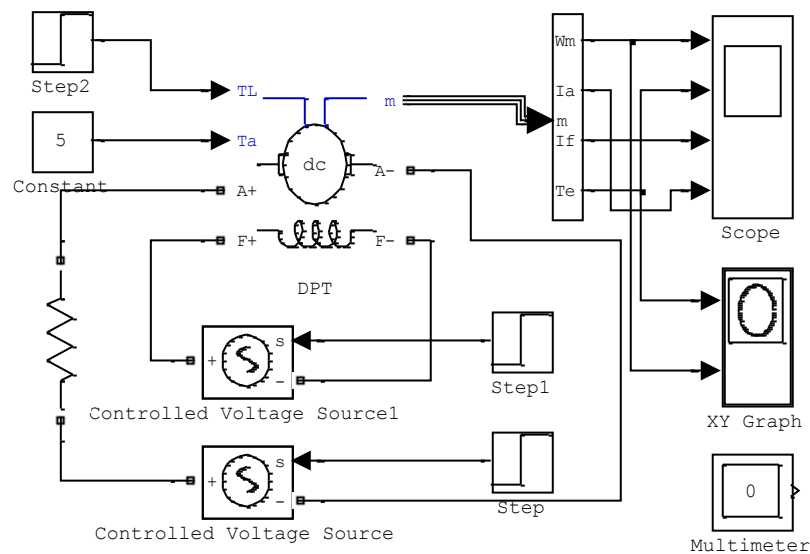 Step2
TL
m
Wm
Ia
m
If
Te
Scope
5
Constant
Ta
dc
A+
A-
F+
F-
DPT
s
+
-
Controlled Voltage Source1
Step1
XY Graph
s
+
-
Controlled Voltage Source
Step
0
Multimeter